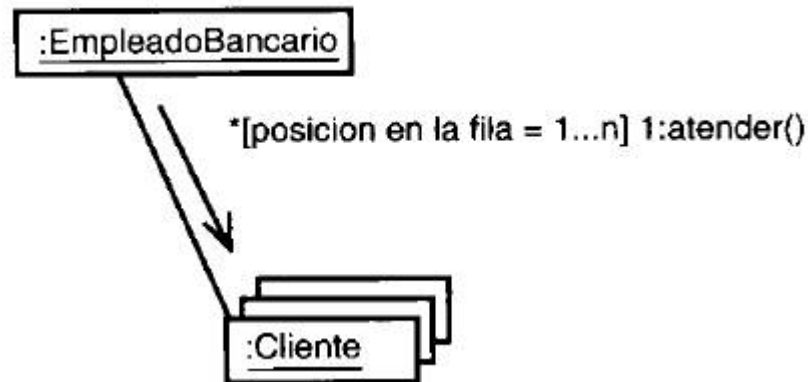 :EmpleadoBancario
*[posicion en la fila = 1...n] 1:atender()
:Cliente